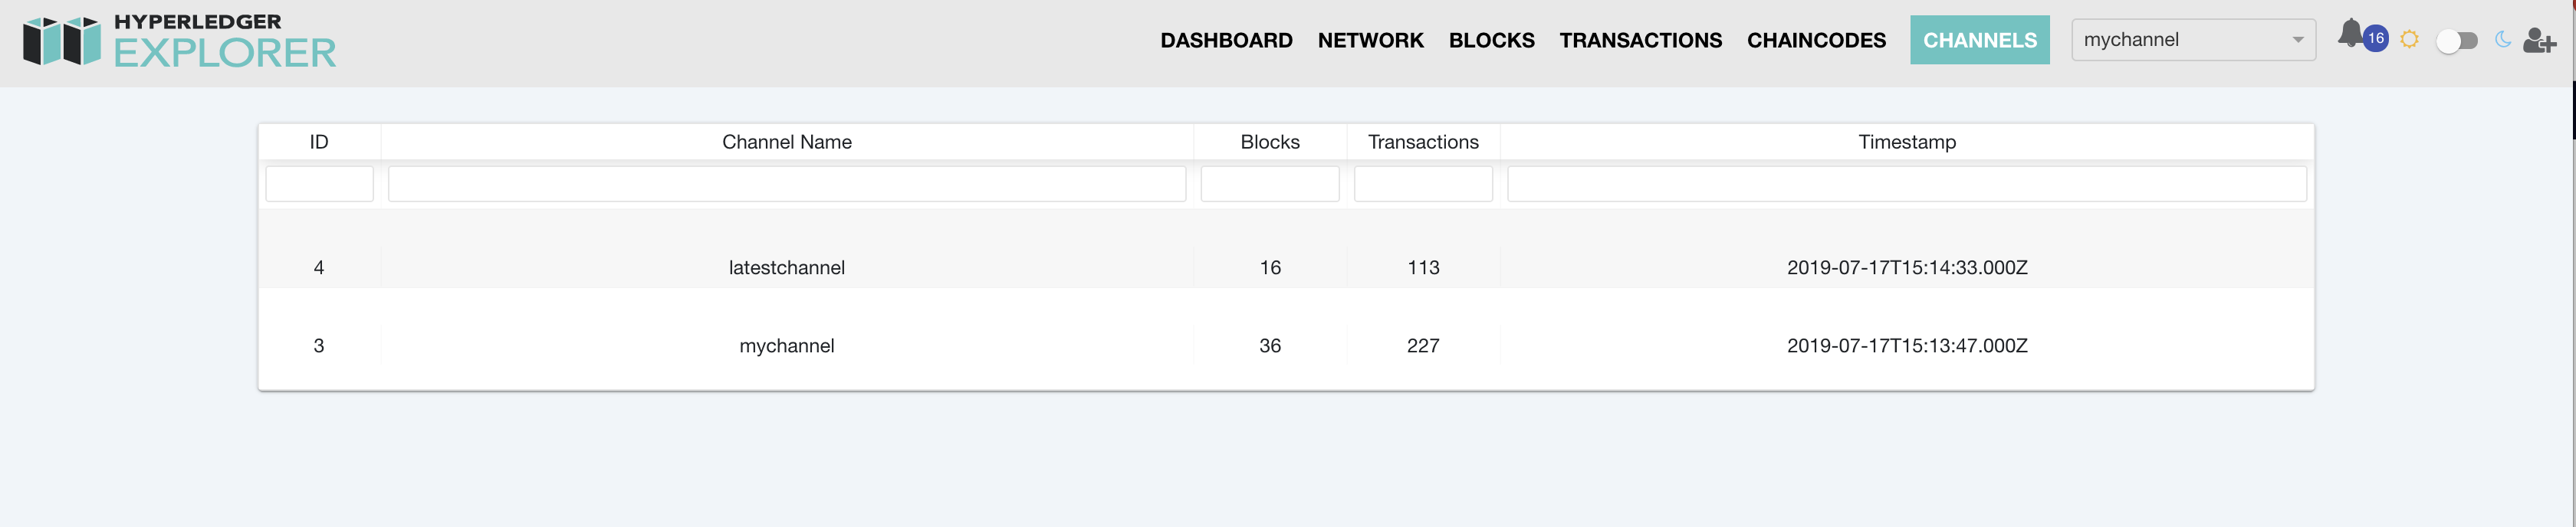 HYPERLEDGER
EXPLORER
DASHBOARD NETWORK BLOCKS TRANSACTIONS CHAINCODES CHANNELS mychannel 16
ID Channel Name Blocks Transactions Timestamp
4 latestchannel 16 113 2019-07-17T15:14:33.000Z
3 mychannel 36 227 2019-07-17T15:13:47.000Z